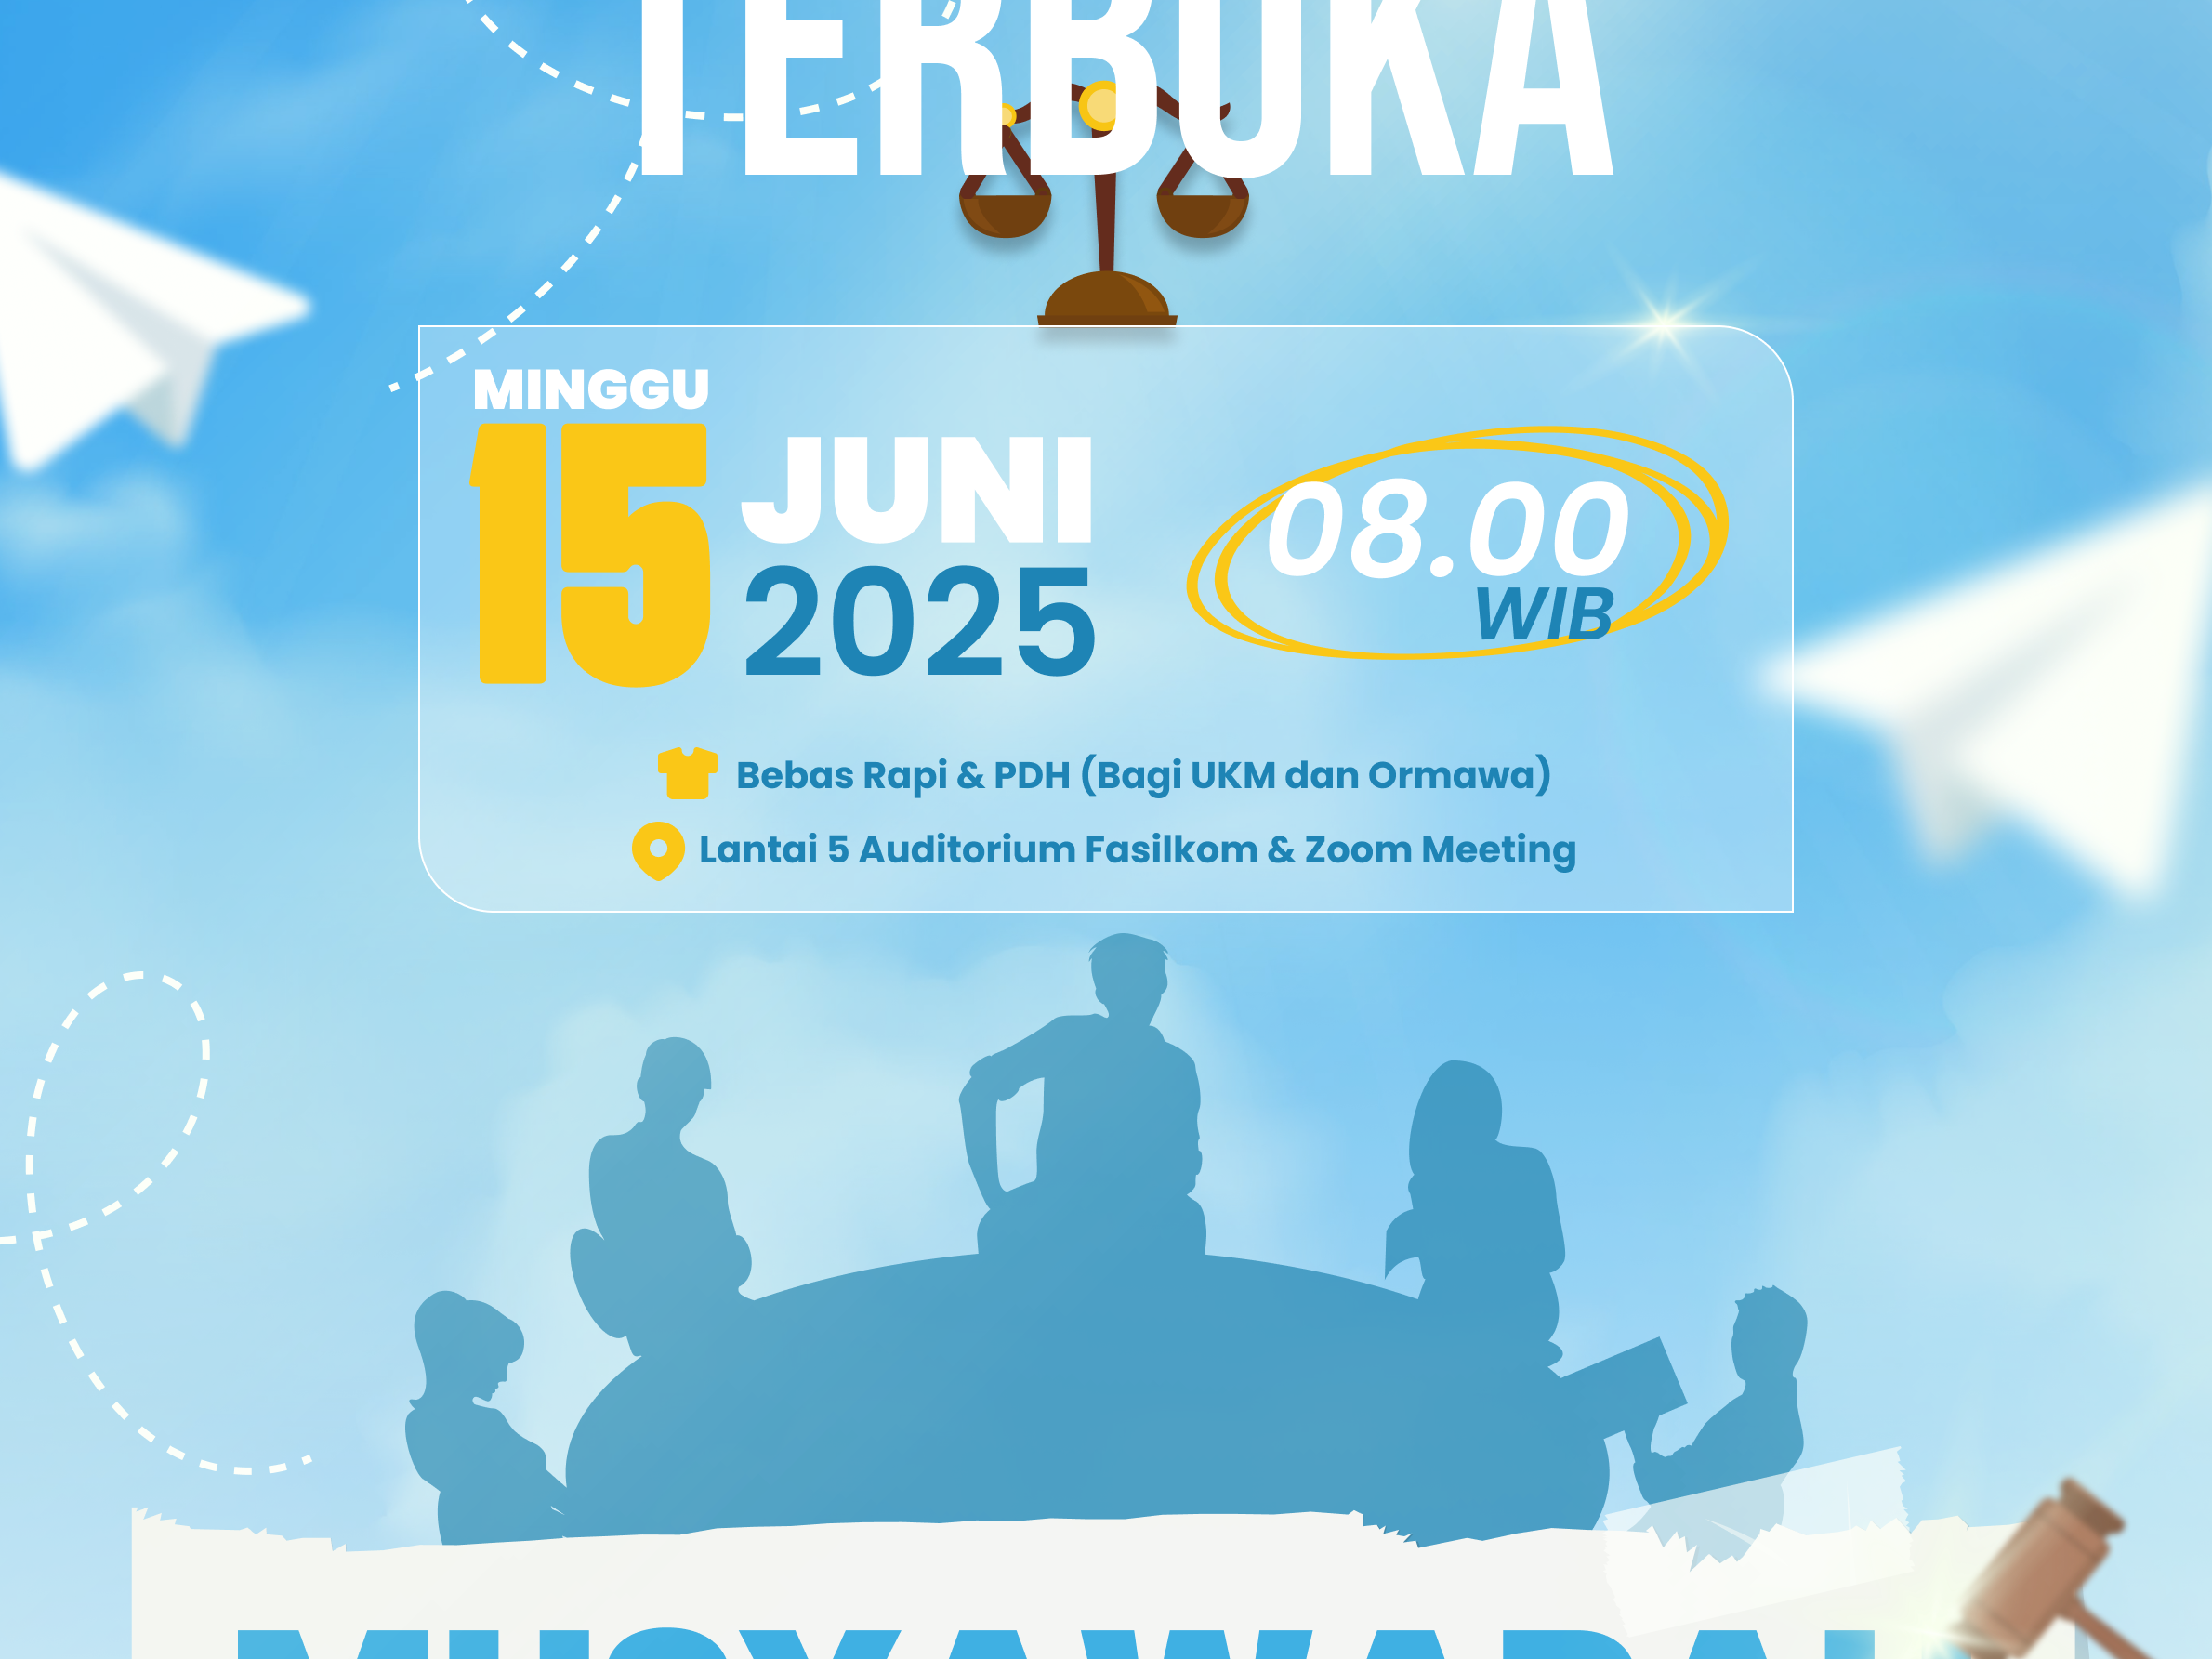 TERBUKA
MINGGU
15 JUNI
2025
08.00
WIB
Bebas Rapi & PDH (Bagi UKM dan Ormawa)
Lantai 5 Auditorium Fasilkom & Zoom Meeting
MUSYAWARAH